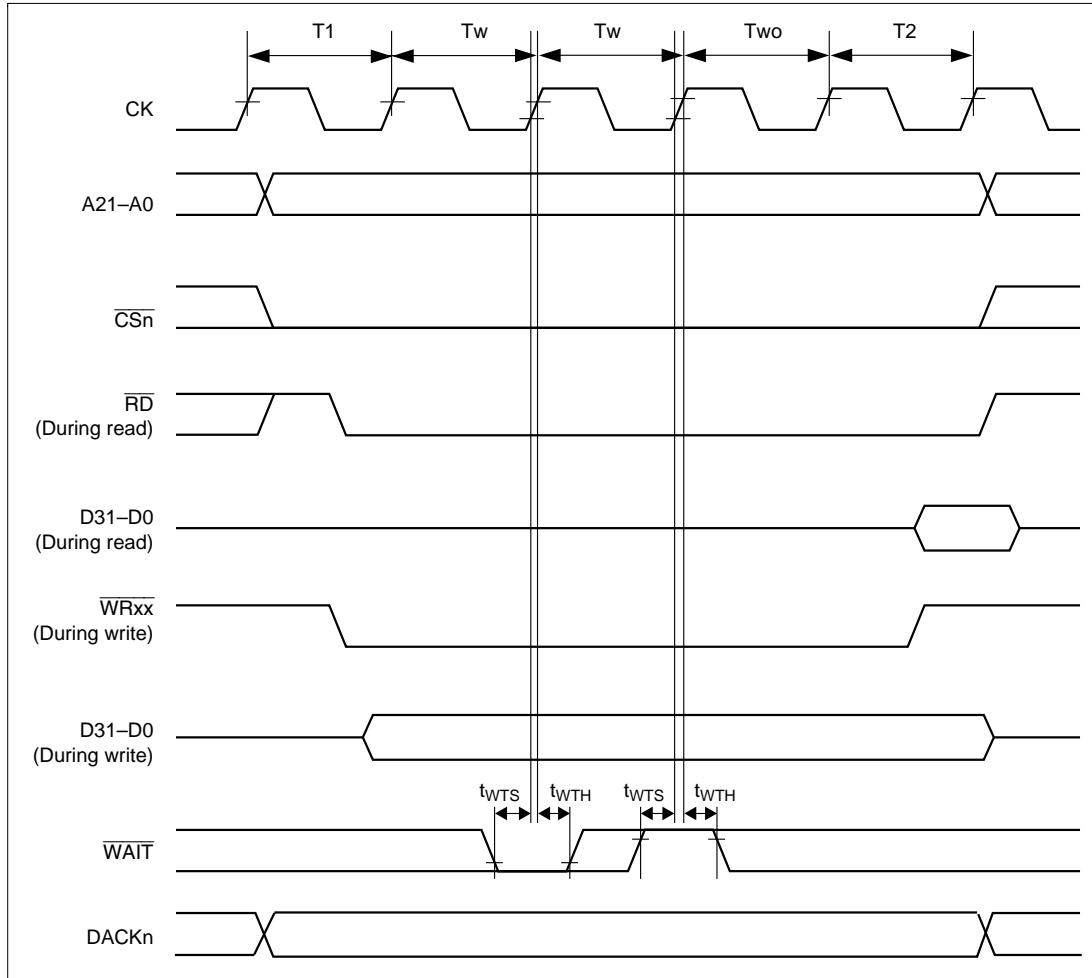 T1 Tw Tw Two T2
CK
A21–A0
CSn
RD
(During read)
D31–D0
(During read)
WRxx
(During write)
D31–D0
(During write)
tWTS tWTH tWTS tWTH
WAIT
DACKn